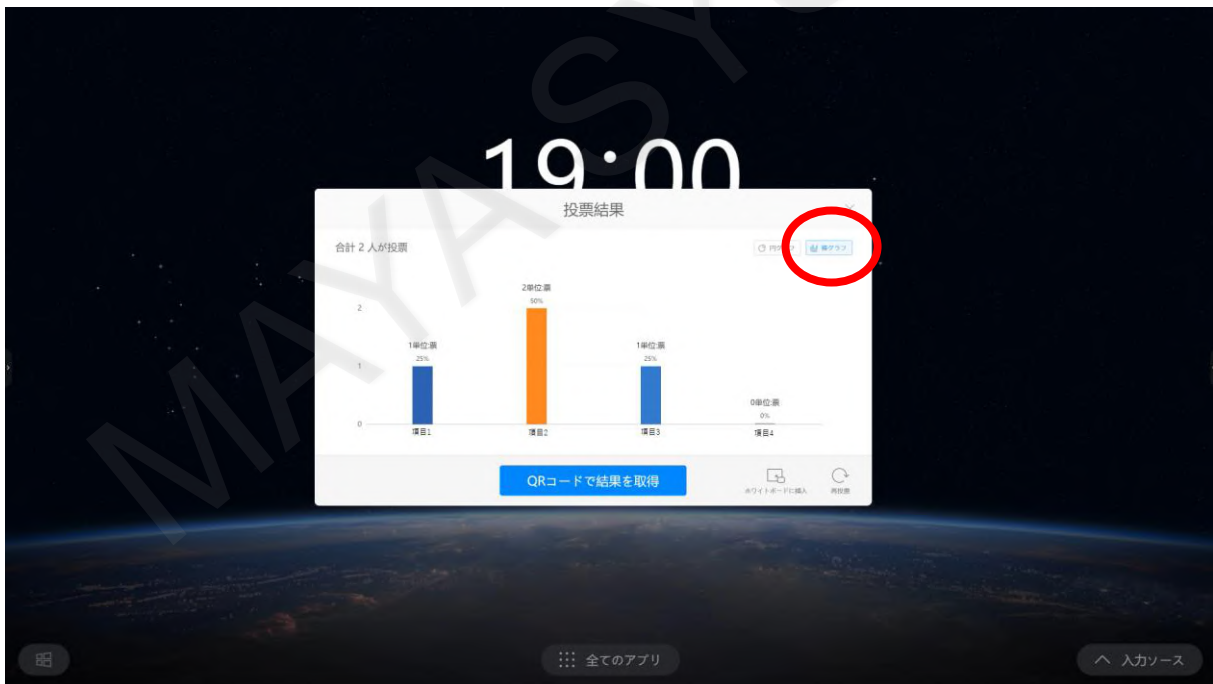 19:00
投票結果
合計 2 人が投票
棒グラフ
2単位:票
50%
2
1単位:票
25%
1単位:票
25%
1
0単位:票
0%
0
項目1
項目2
項目3
項目4
QRコードで結果を取得
ホワイトボードに挿入
再投票
全てのアプリ
入力ソース
MAYA SY